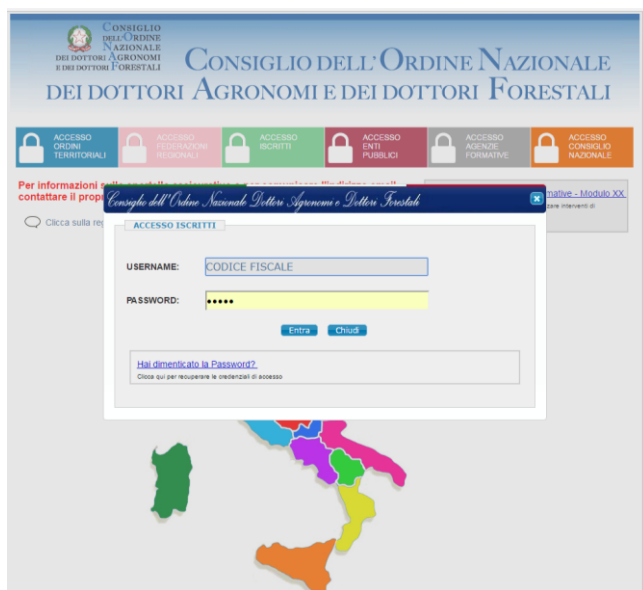 CONSIGLIO
DELL'ORDINE
NAZIONALE
DEI DOTTORI AGRONOMI
E DEI DOTTORI FORESTALI
CONSIGLIO DELL'ORDINE NAZIONALE
DEI DOTTORI AGRONOMI E DEI DOTTORI FORESTALI
ACCESSO
ORDINI
TERRITORIALI
ACCESSO
FEDERAZIONI
REGIONALI
ACCESSO
ISCRITTI
ACCESSO
ENTI
PUBBLICI
ACCESSO
AGENZIE
FORMATIVE
ACCESSO
CONSIGLIO
NAZIONALE
Per informazioni
contattare il
mative - Modulo XX
zare interventi di
Clicca sulla
Consiglio dell'Ordine Nazionale Dottori Agronomi e Dottori Forestali
ACCESSO ISCRITTI
USERNAME: CODICE FISCALE
PASSWORD: •••••
Entra Chiudi
Hai dimenticato la Password?
Clicca qui per recuperare le credenziali di accesso